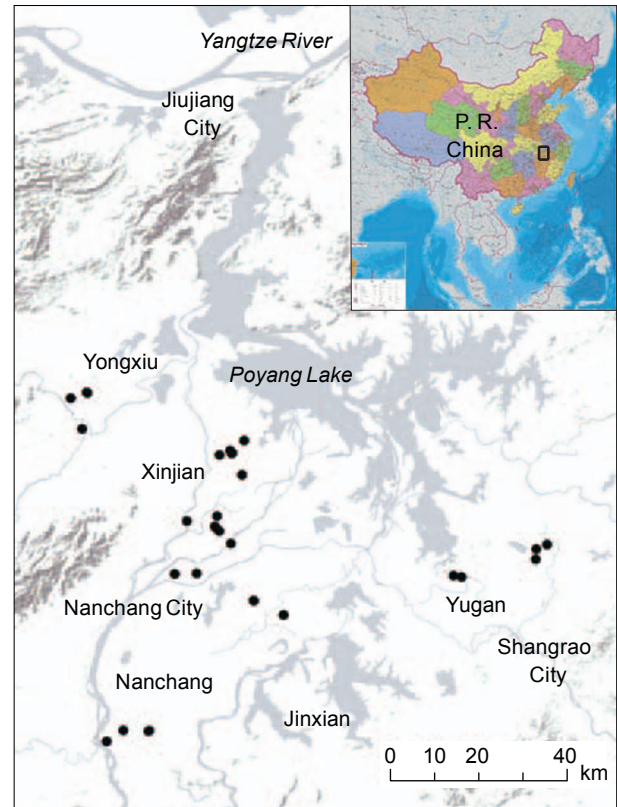 Yangtze River
Jiujiang
City
P. R.
China
Yongxiu
Poyang Lake
Xinjian
Nanchang City
Yugan
Shangrao
City
Nanchang
Jinxian
0 10 20 40
km